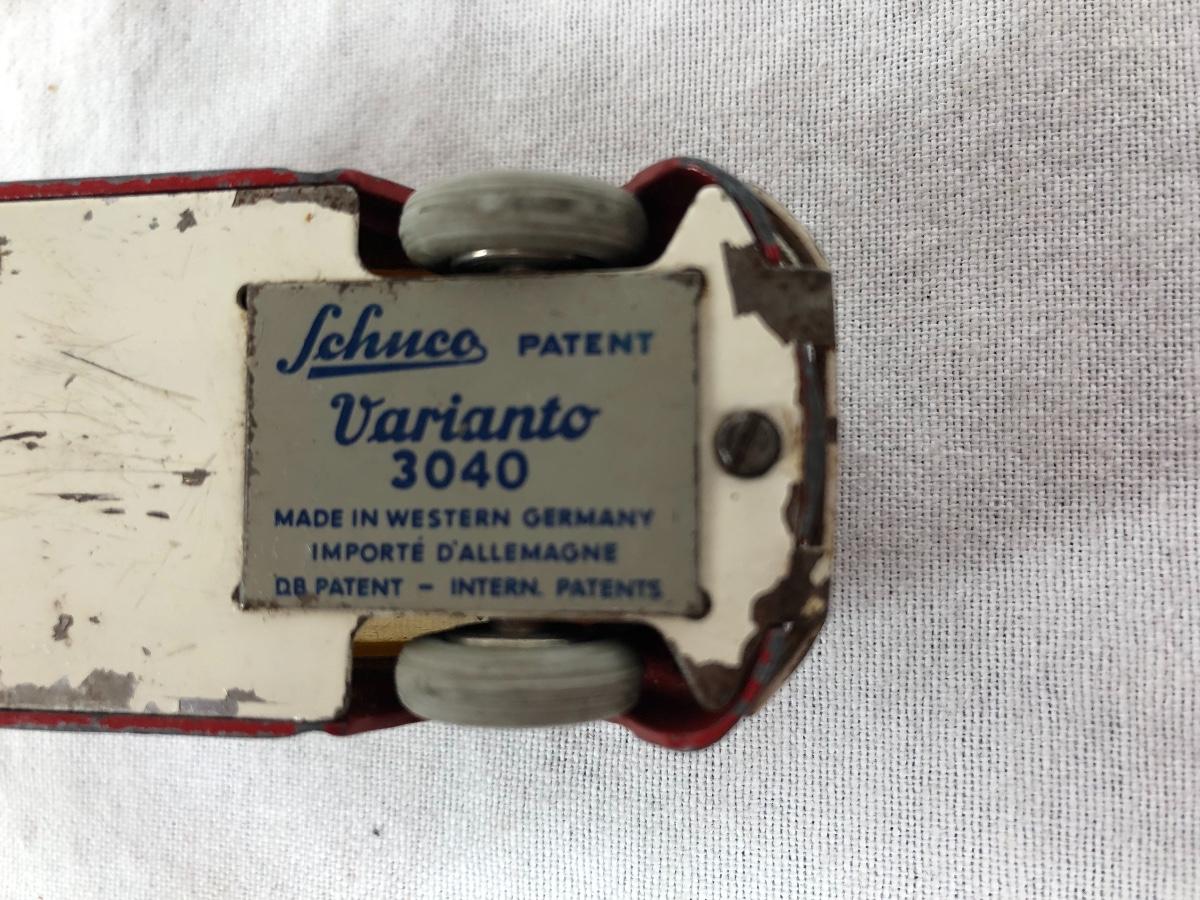 Schuco PATENT
Varianto
3040
MADE IN WESTERN GERMANY
IMPORTÉ D'ALLEMAGNE
DB PATENT – INTERN. PATENTS